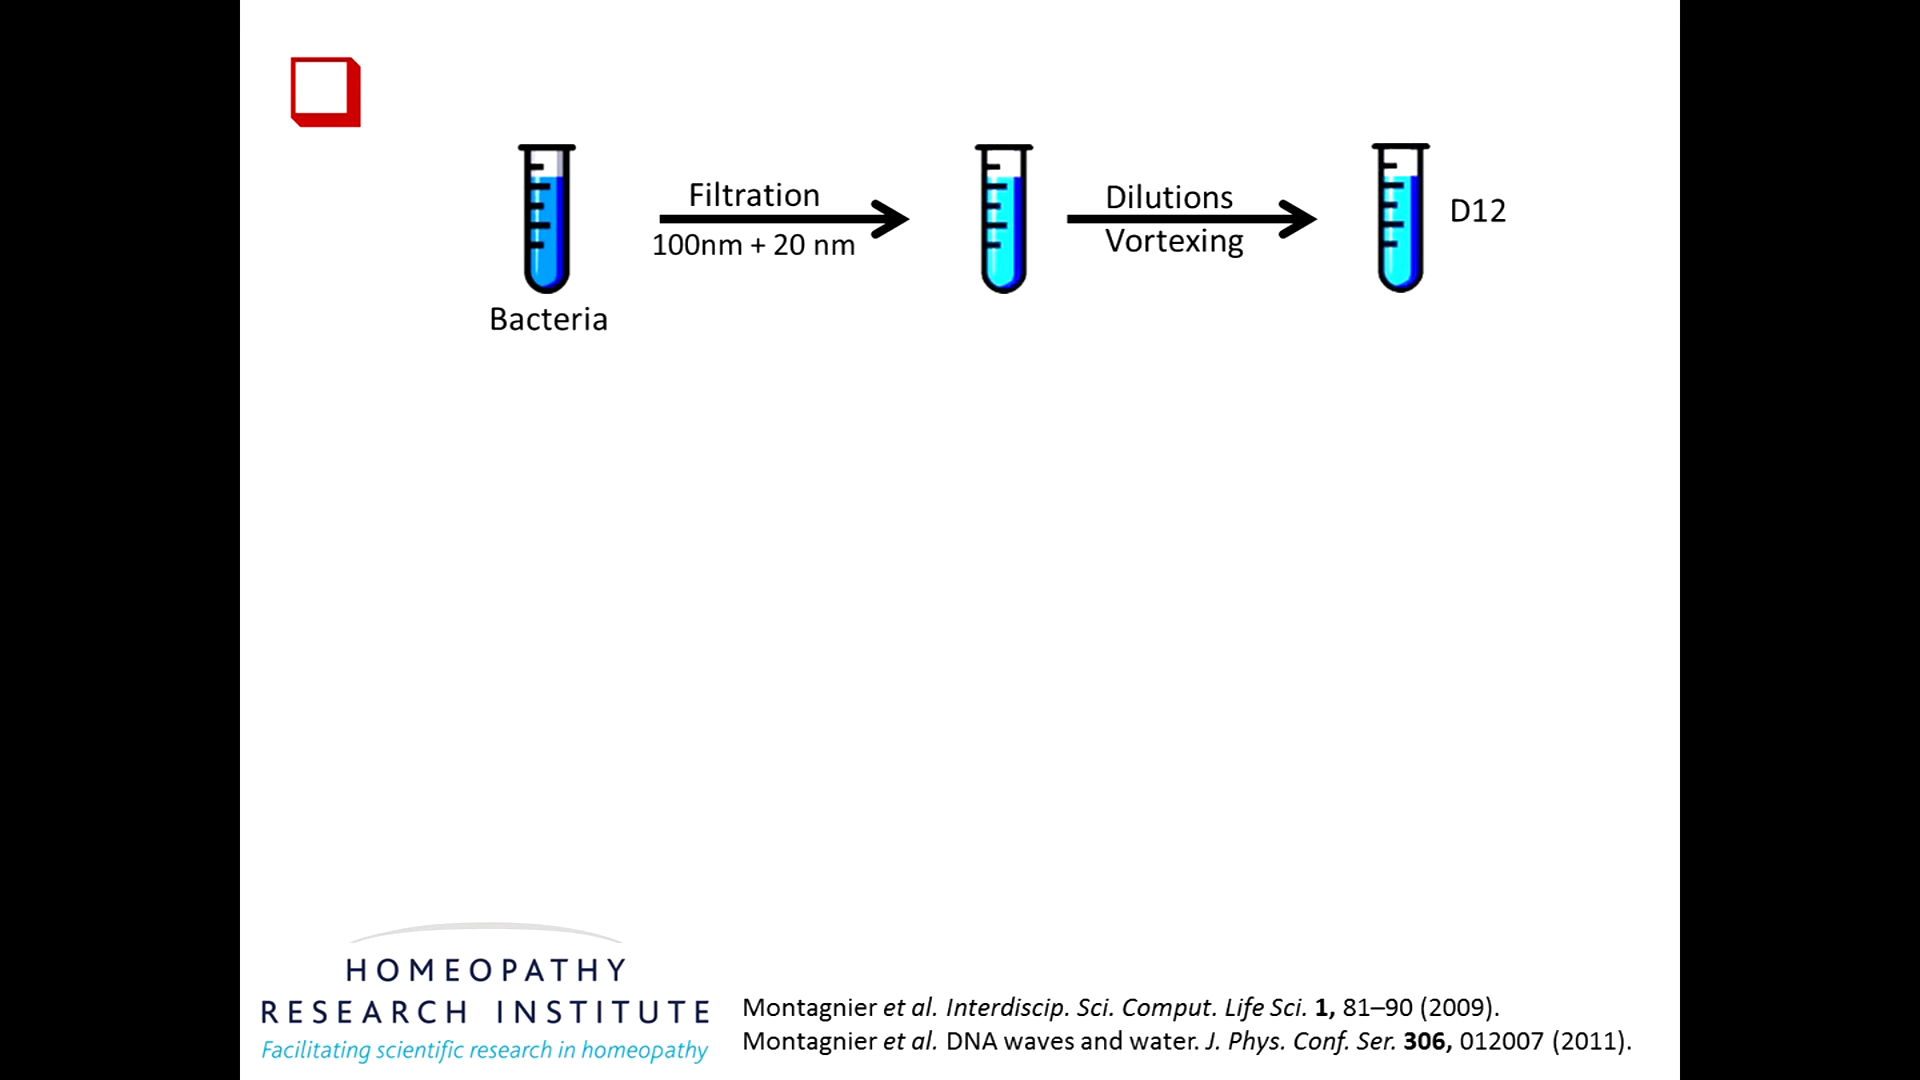 Filtration
100nm + 20 nm
Dilutions
Vortexing
D12
Bacteria
HOMEOPATHY
RESEARCH INSTITUTE
Facilitating scientific research in homeopathy
Montagnier et al. Interdiscip. Sci. Comput. Life Sci. 1, 81–90 (2009).
Montagnier et al. DNA waves and water. J. Phys. Conf. Ser. 306, 012007 (2011).